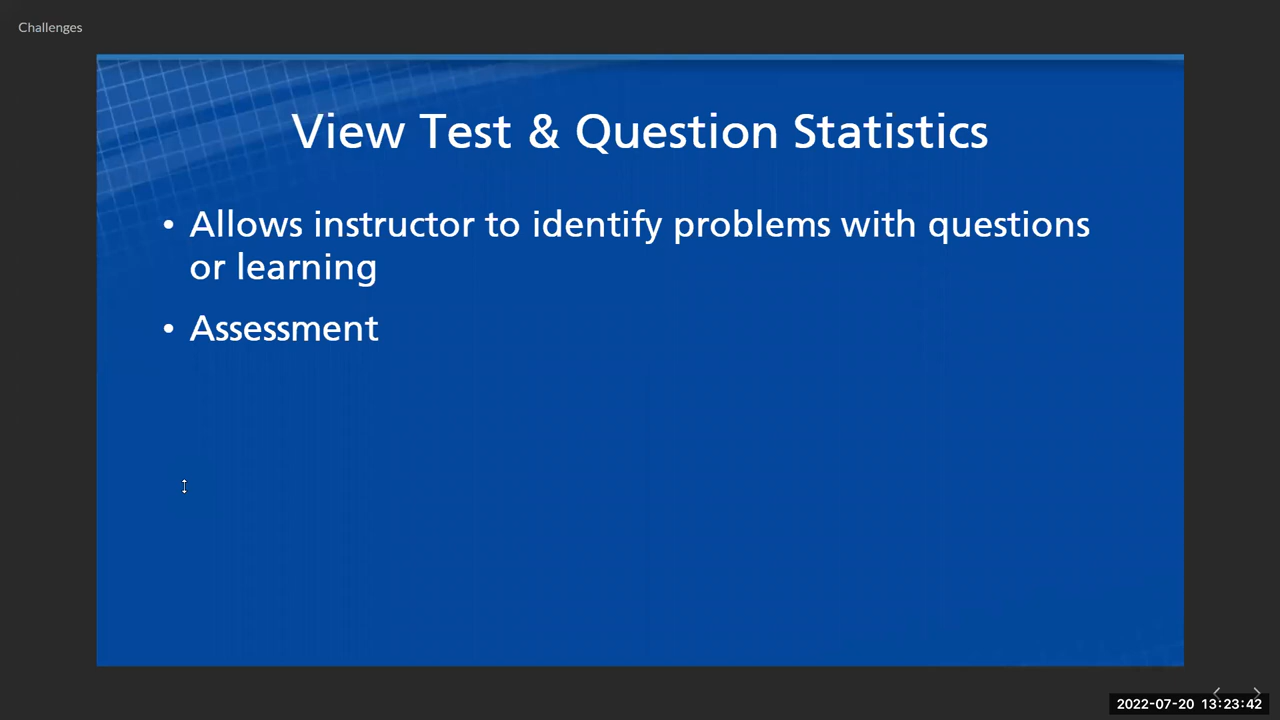 Challenges
View Test & Question Statistics
• Allows instructor to identify problems with questions
or learning
• Assessment
2022-07-20 13:23:42